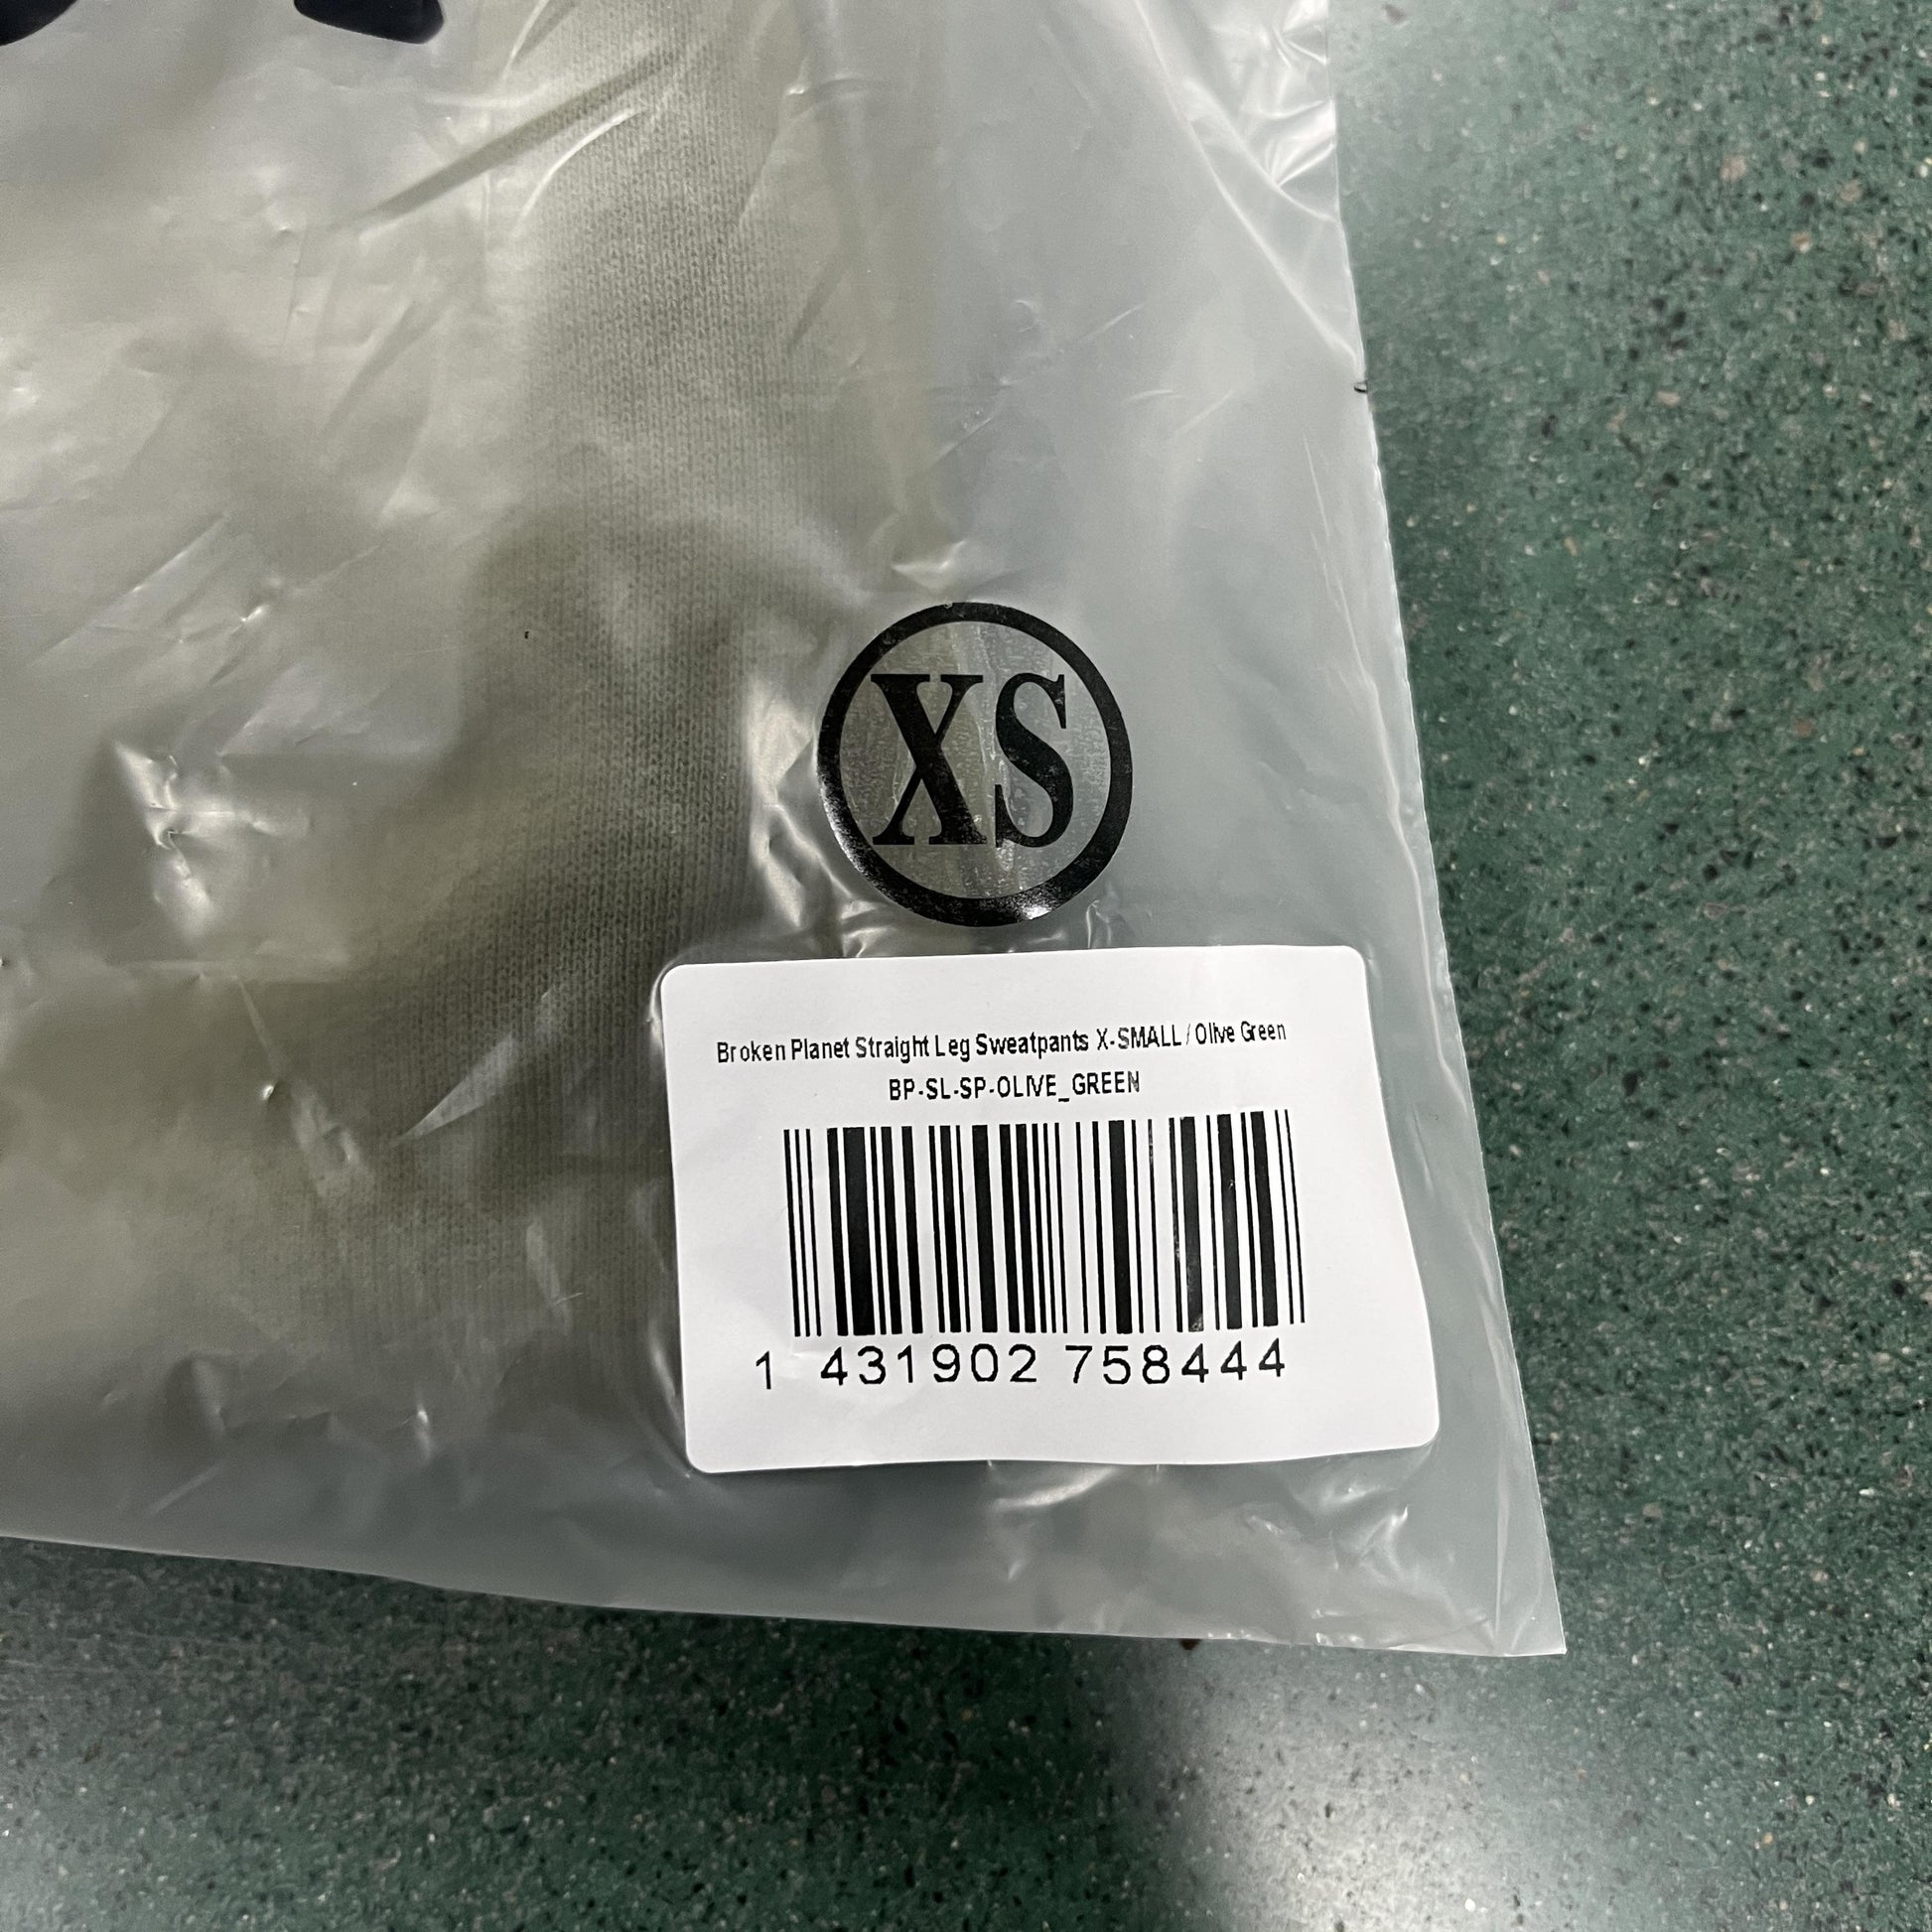 XS
Broken Planet Straight Leg Sweatpants X-SMALL / Olive Green
BP-SL-SP-OLIVE_GREEN
1 431902 758444